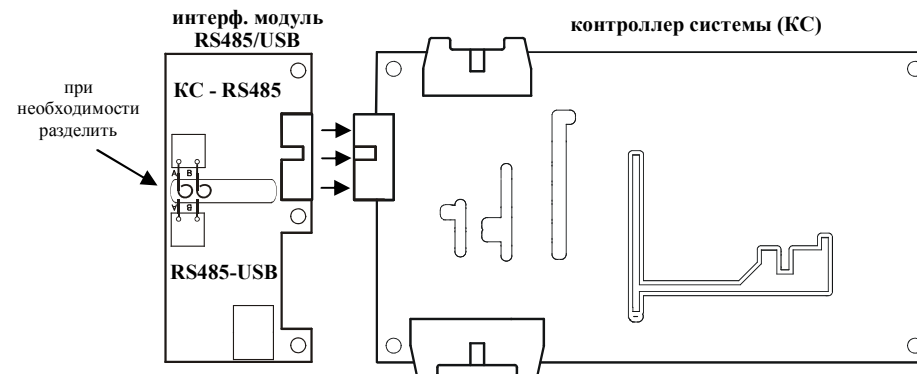 интерф. модуль
RS485/USB
контроллер системы (КС)
КС - RS485
при
необходимости
разделить
A B
A B
RS485-USB